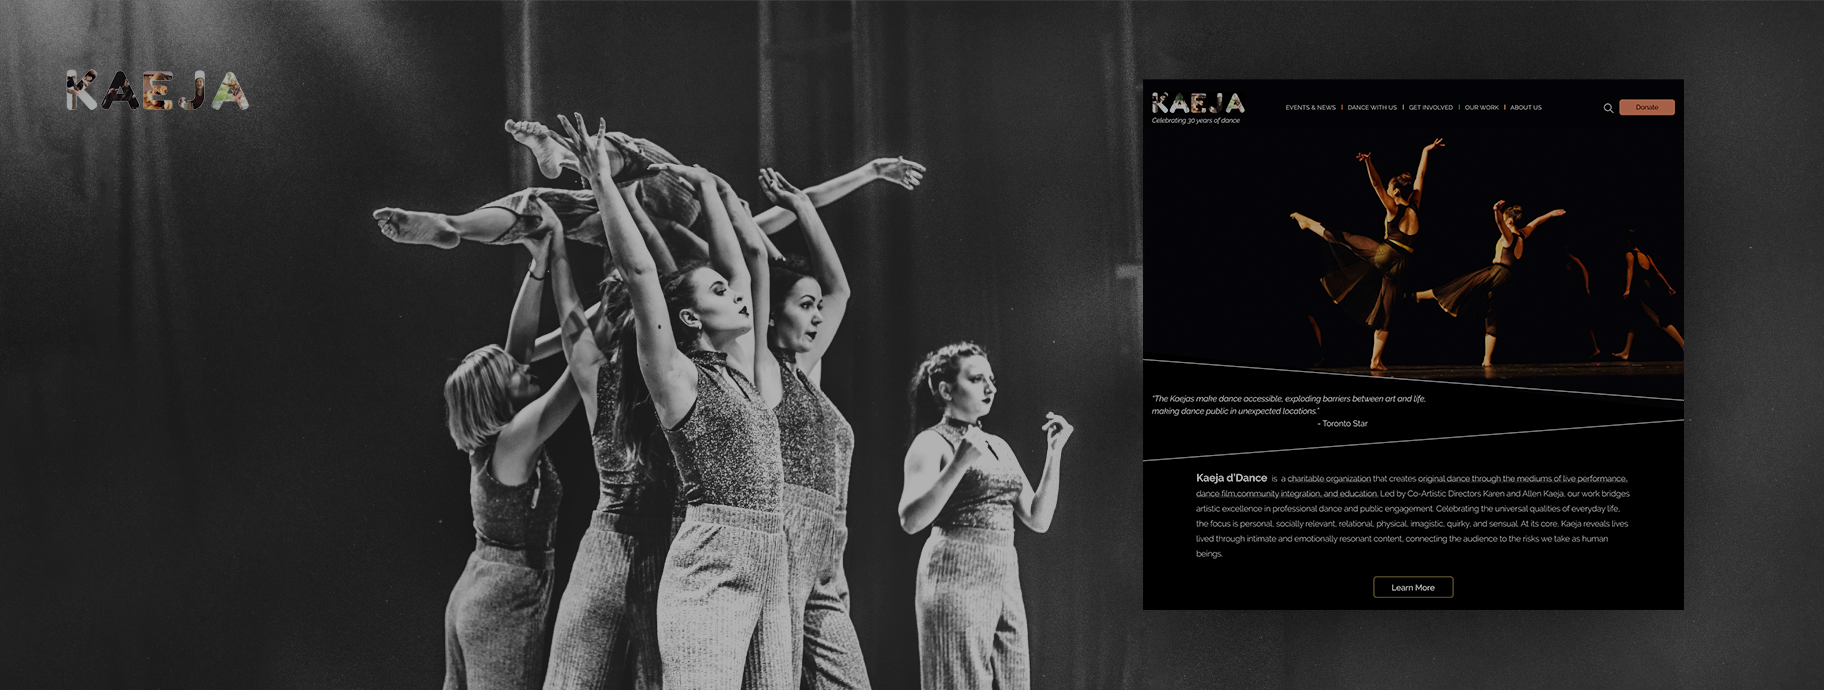 KAEJA
KAEJA
Celebrating 30 years of dance
EVENTS & NEWS | DANCE WITH US | GET INVOLVED | OUR WORK | ABOUT US
Donate
"The Kaejas make dance accessible, exploding barriers between art and life,
making dance public in unexpected locations."
- Toronto Star
Kaeja d'Dance is a charitable organization that creates original dance through the mediums of live performance,
dance film,community integration, and education. Led by Co-Artistic Directors Karen and Allen Kaeja, our work bridges
artistic excellence in professional dance and public engagement. Celebrating the universal qualities of everyday life,
the focus is personal, socially relevant, relational, physical, imagistic, quirky, and sensual. At its core, Kaeja reveals lives
lived through intimate and emotionally resonant content, connecting the audience to the risks we take as human
beings.
Learn More